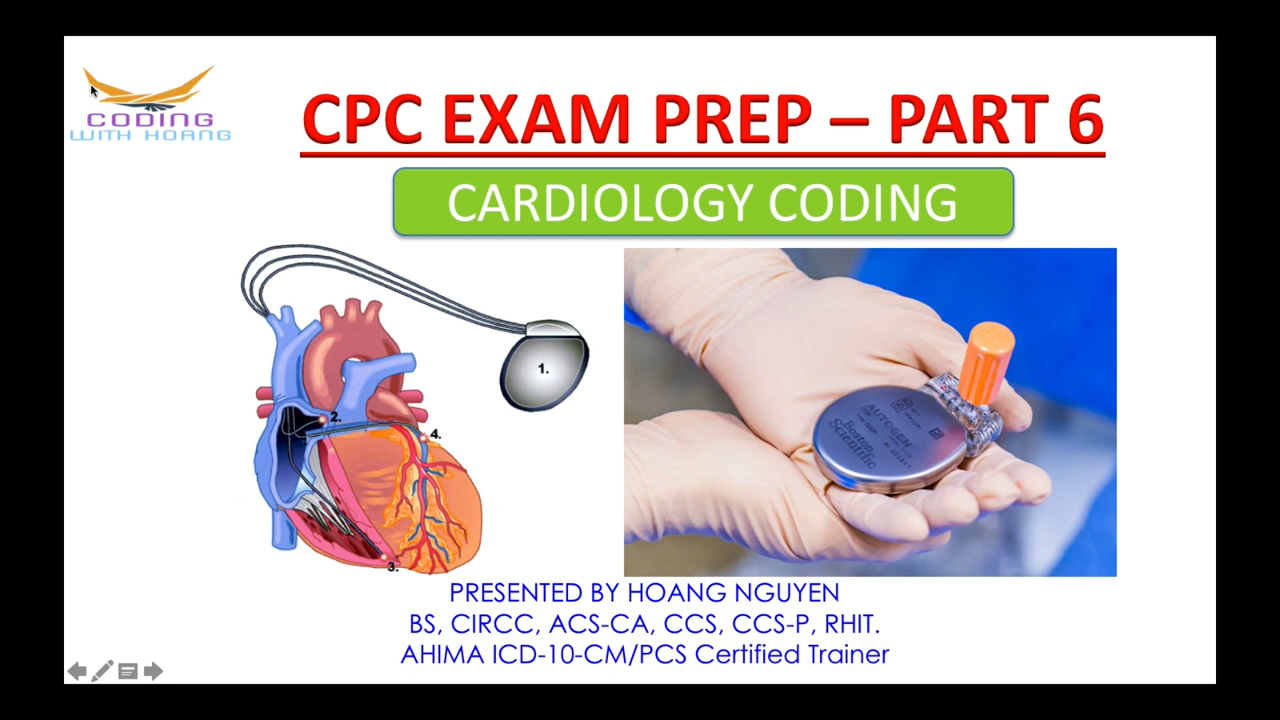 CODING
WITH HOANG
CPC EXAM PREP – PART 6
CARDIOLOGY CODING
1.
2.
4.
3.
AUTOGEN
Boston
Scientific
PRESENTED BY HOANG NGUYEN
BS, CIRCC, ACS-CA, CCS, CCS-P, RHIT.
AHIMA ICD-10-CM/PCS Certified Trainer